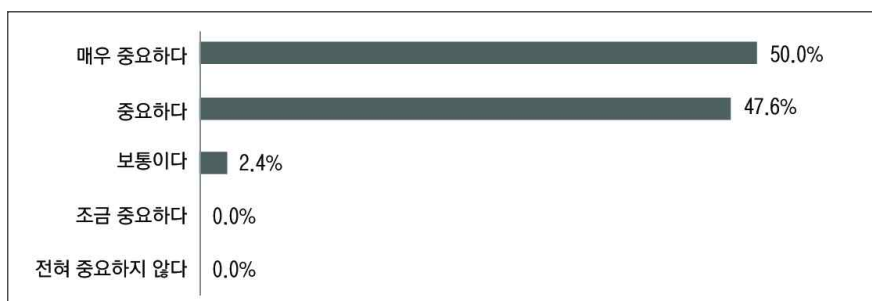 매우 중요하다 50.0%
중요하다 47.6%
보통이다 2.4%
조금 중요하다 0.0%
전혀 중요하지 않다 0.0%